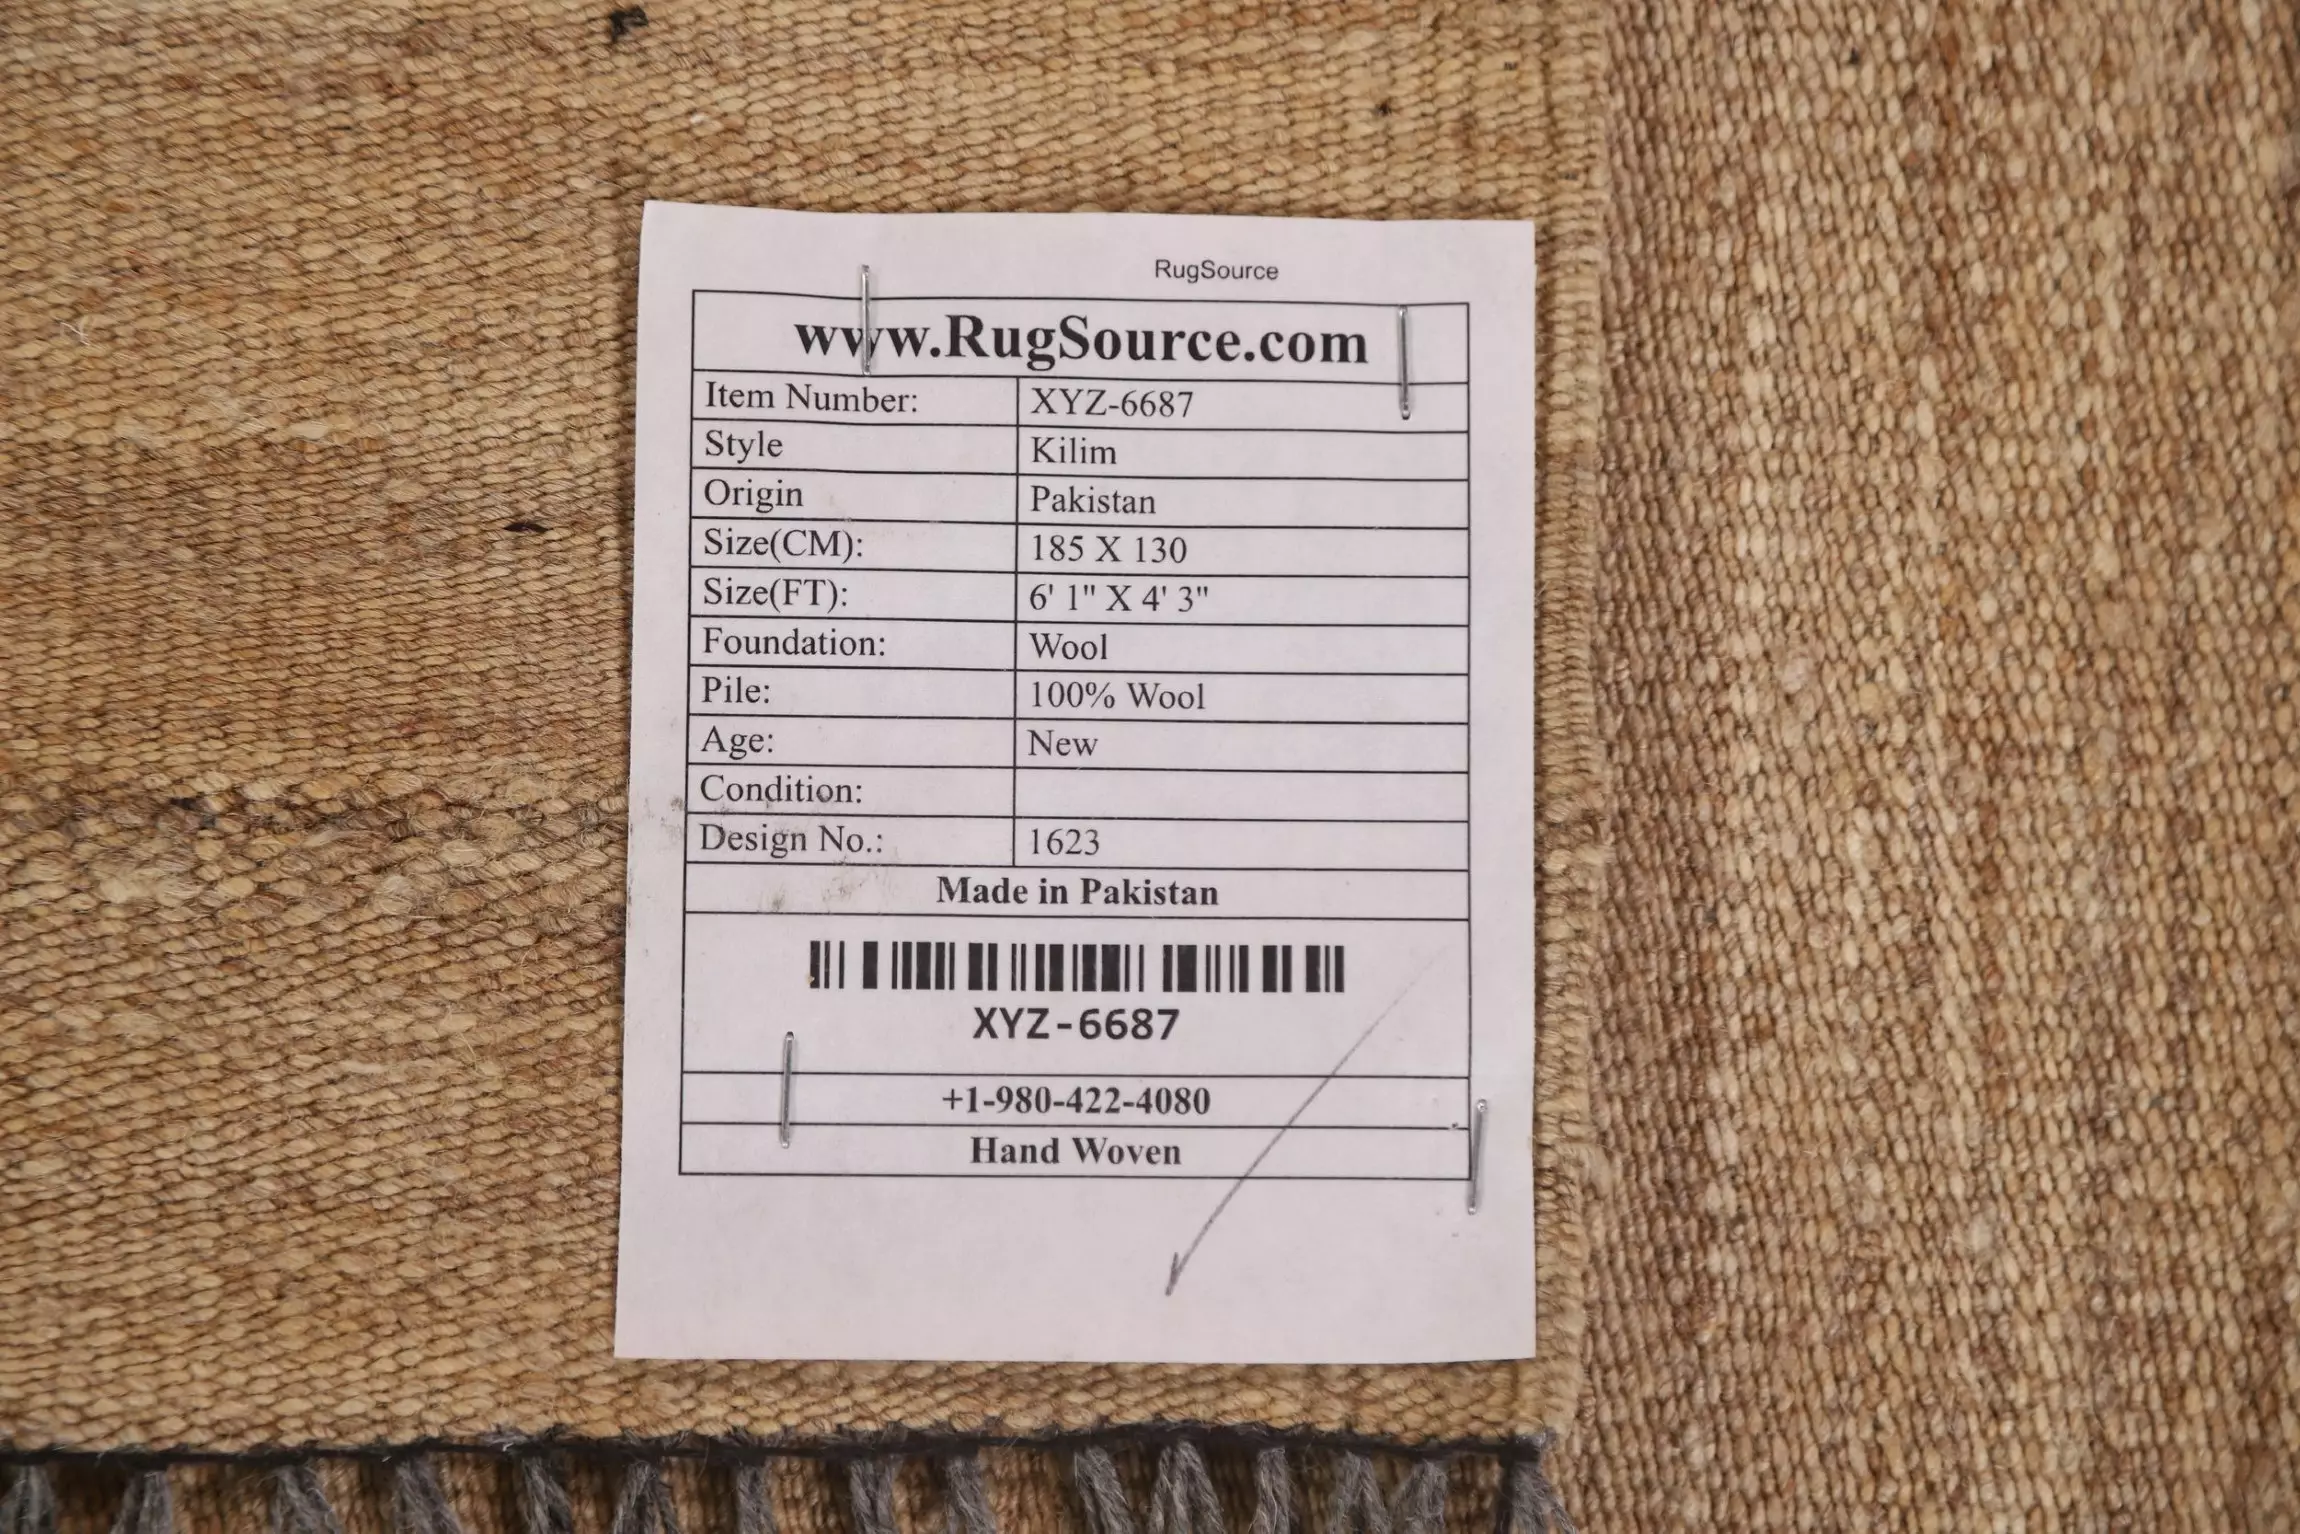 RugSource
www.RugSource.com
Item Number: XYZ-6687
Style Kilim
Origin Pakistan
Size(CM): 185 X 130
Size(FT): 6' 1" X 4' 3"
Foundation: Wool
Pile: 100% Wool
Age: New
Condition:
Design No.: 1623
Made in Pakistan
XYZ-6687
+1-980-422-4080
Hand Woven